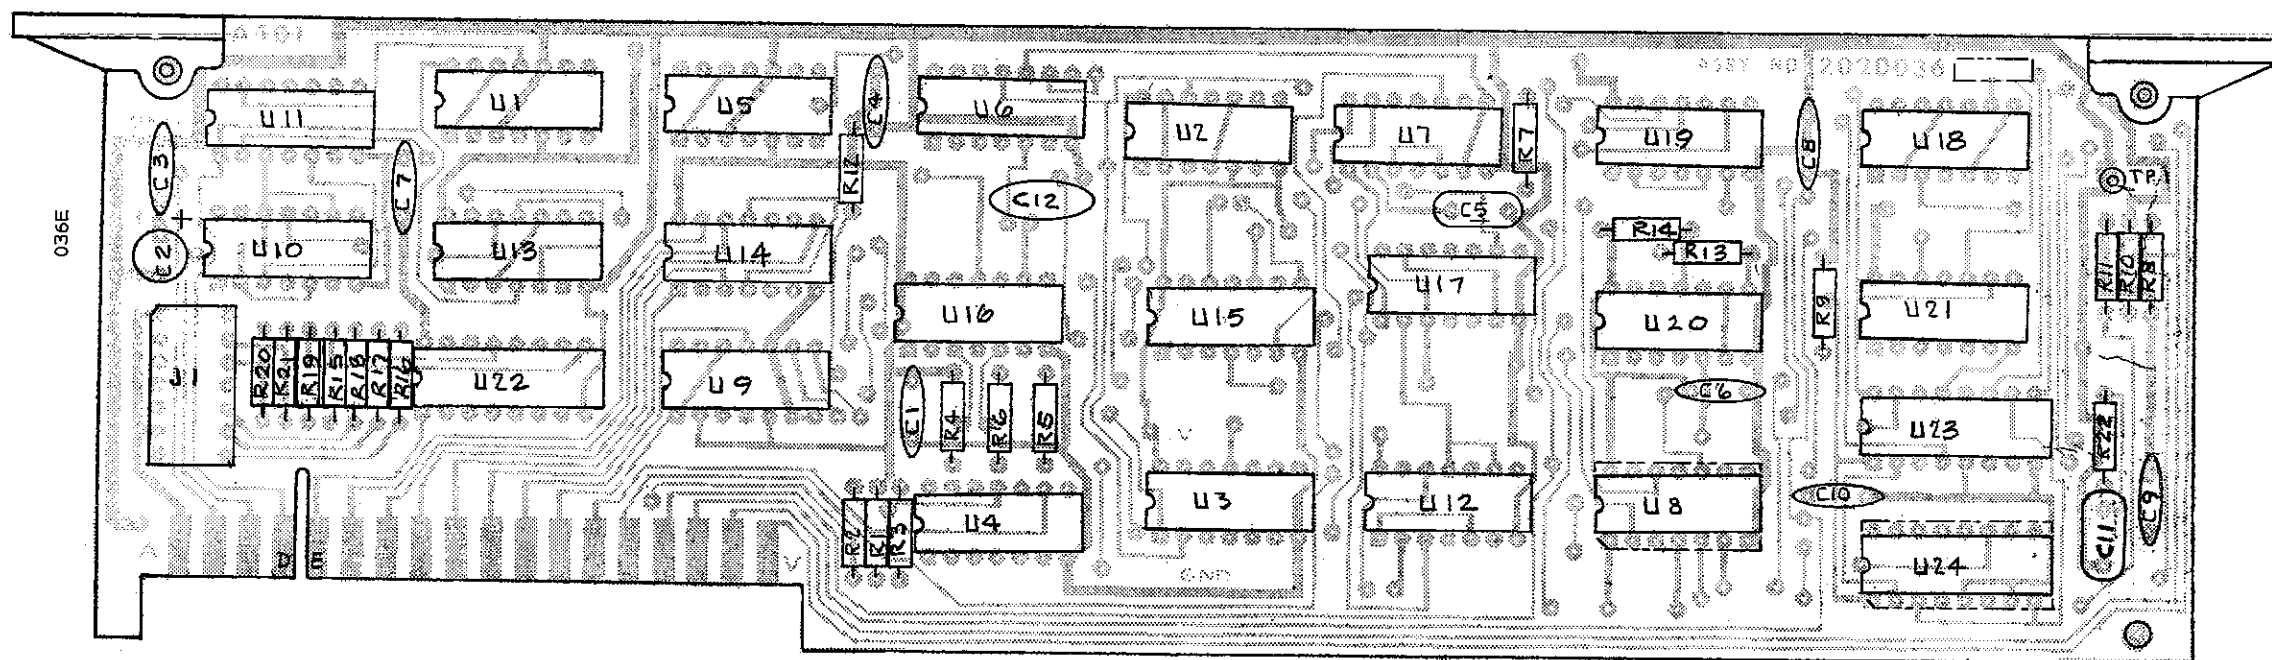 A301
ASSY NO 2020036
036E
U11
U1
U5
C4
U6
U2
U7
R7
U19
C8
U18
C3
C7
R12
C12
C5
TP1
C2
+
U10
U13
U14
U17
R14
R13
R9
R11
R10
R8
J1
R20
R21
R19
R15
R18
R17
R16
U22
U9
U16
U15
U20
U21
C1
R4
R6
R5
C6
U23
R22
C9
A
D
E
V
R2
R1
R3
U4
U3
U12
U8
C10
C11
U24
GND
V